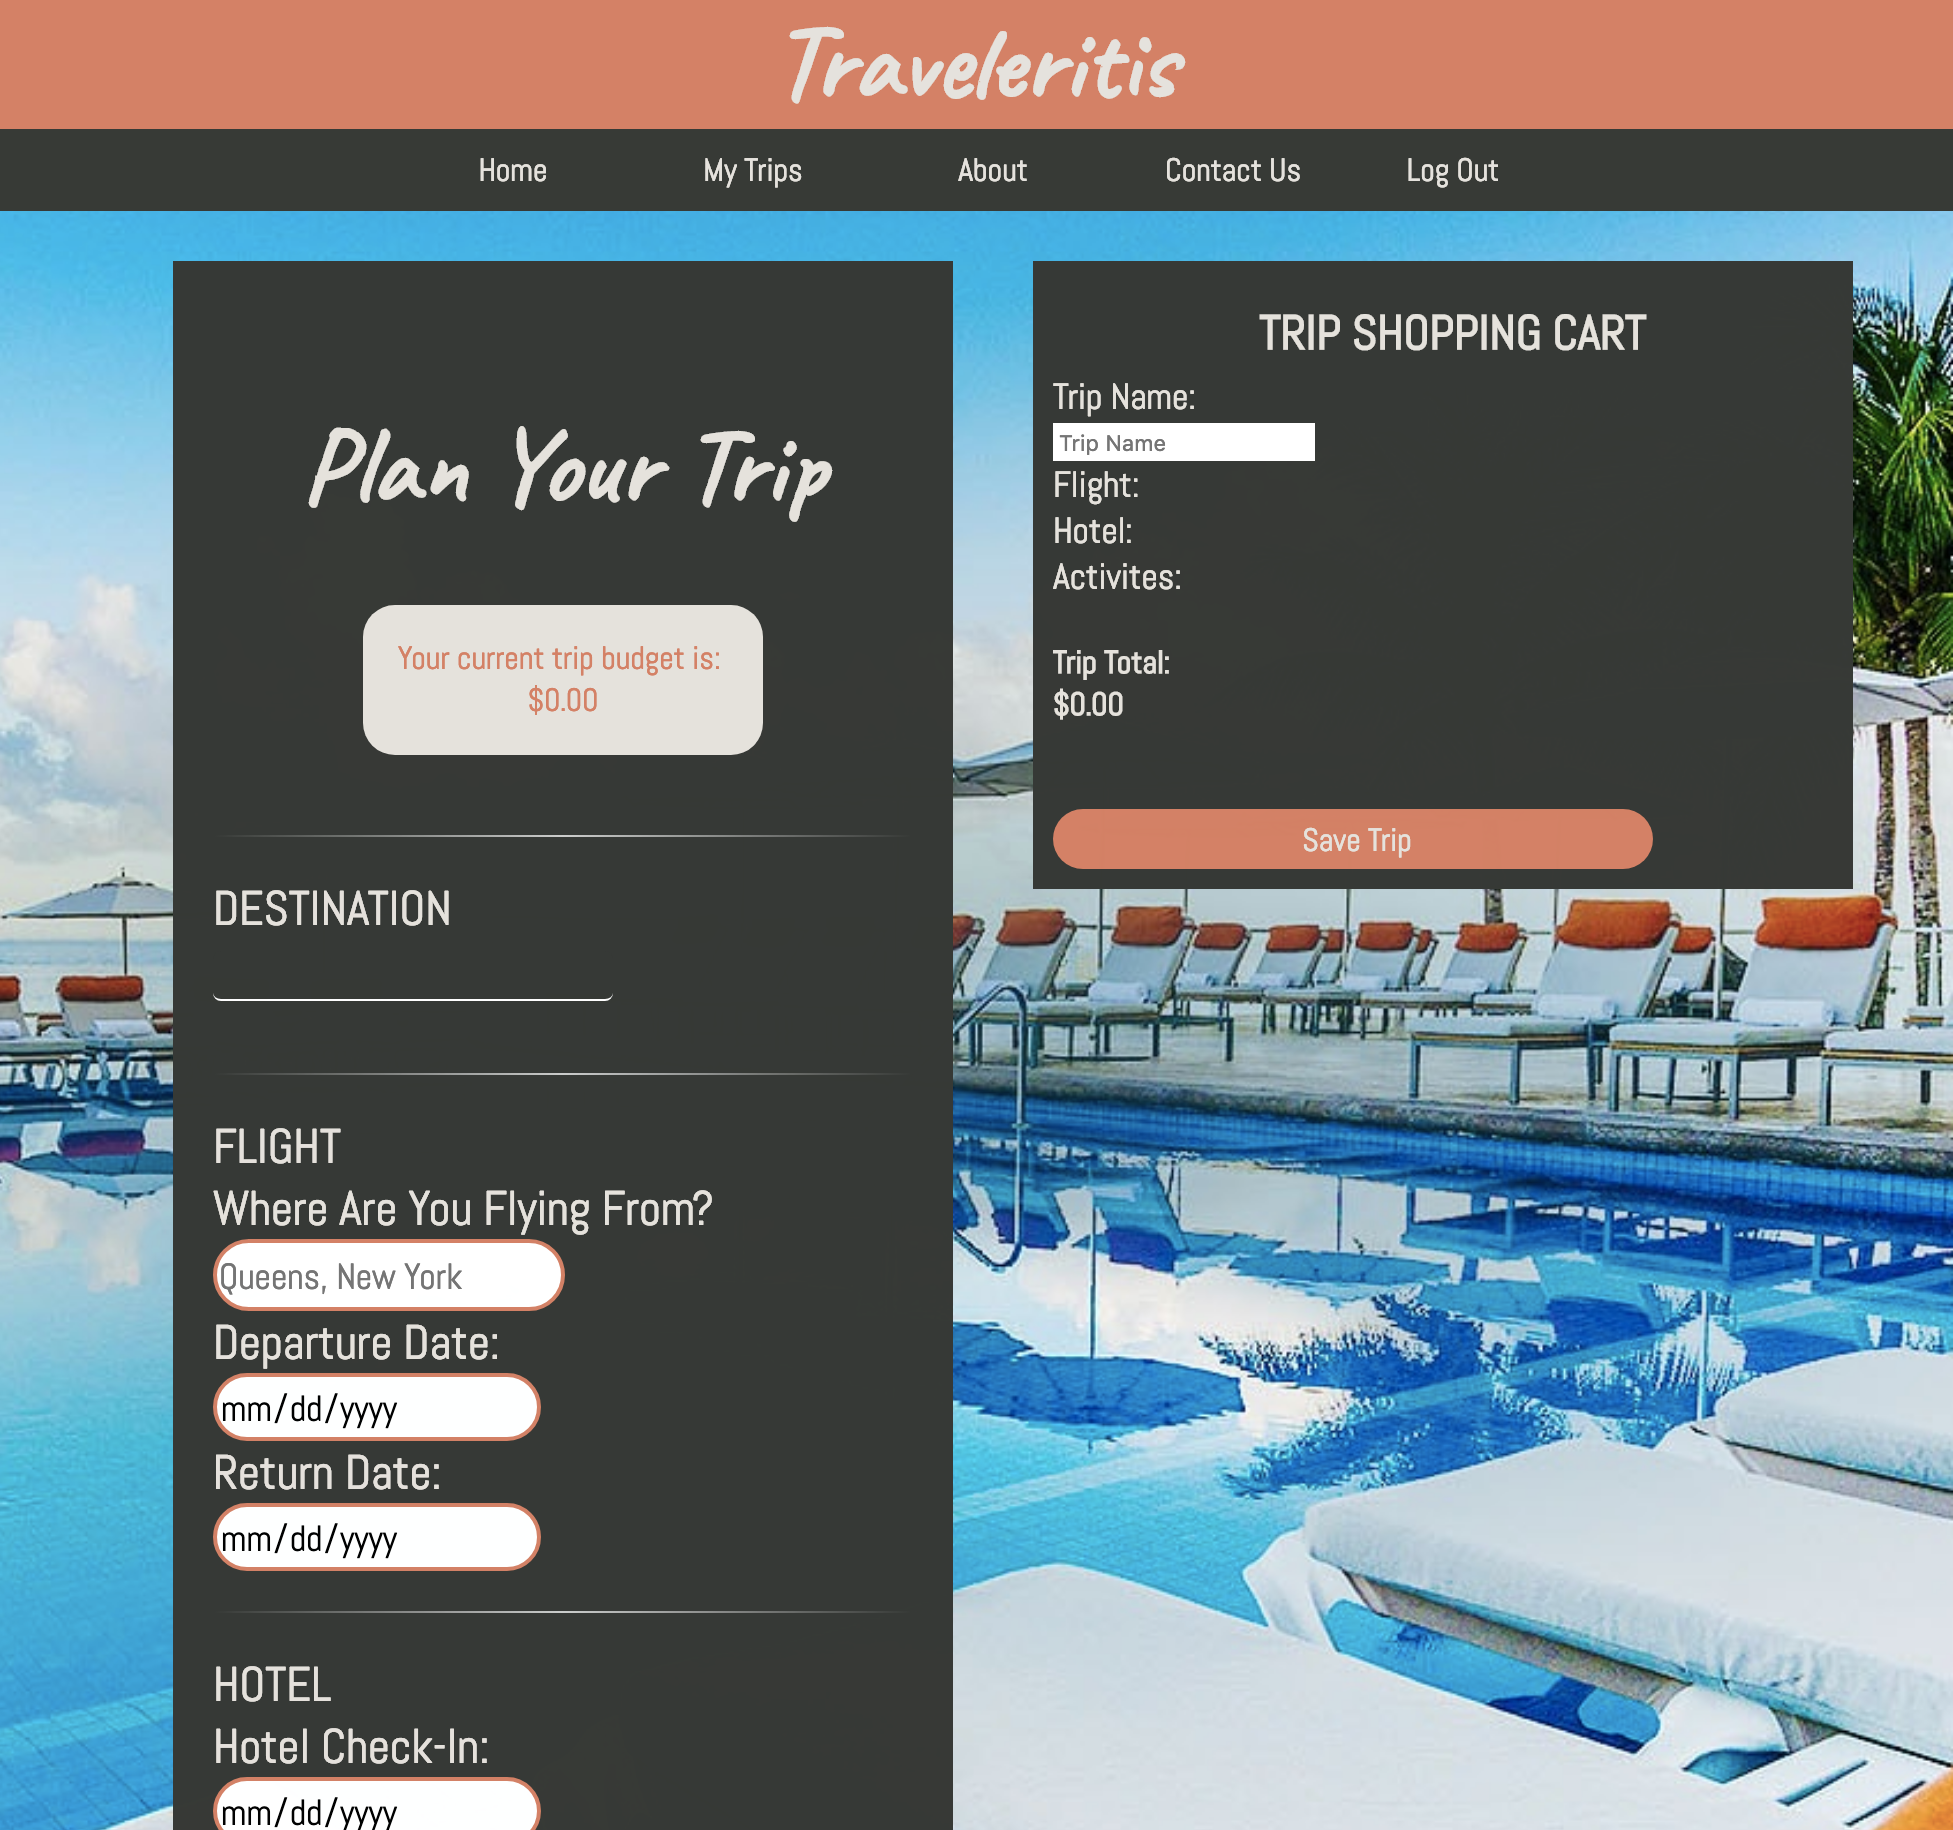 Traveleritis
Home My Trips About Contact Us Log Out
Plan Your Trip
Your current trip budget is:
$0.00
DESTINATION
FLIGHT
Where Are You Flying From?
Queens, New York
Departure Date:
mm/dd/yyyy
Return Date:
mm/dd/yyyy
HOTEL
Hotel Check-In:
mm/dd/yyyy
TRIP SHOPPING CART
Trip Name:
Trip Name
Flight:
Hotel:
Activites:
Trip Total:
$0.00
Save Trip